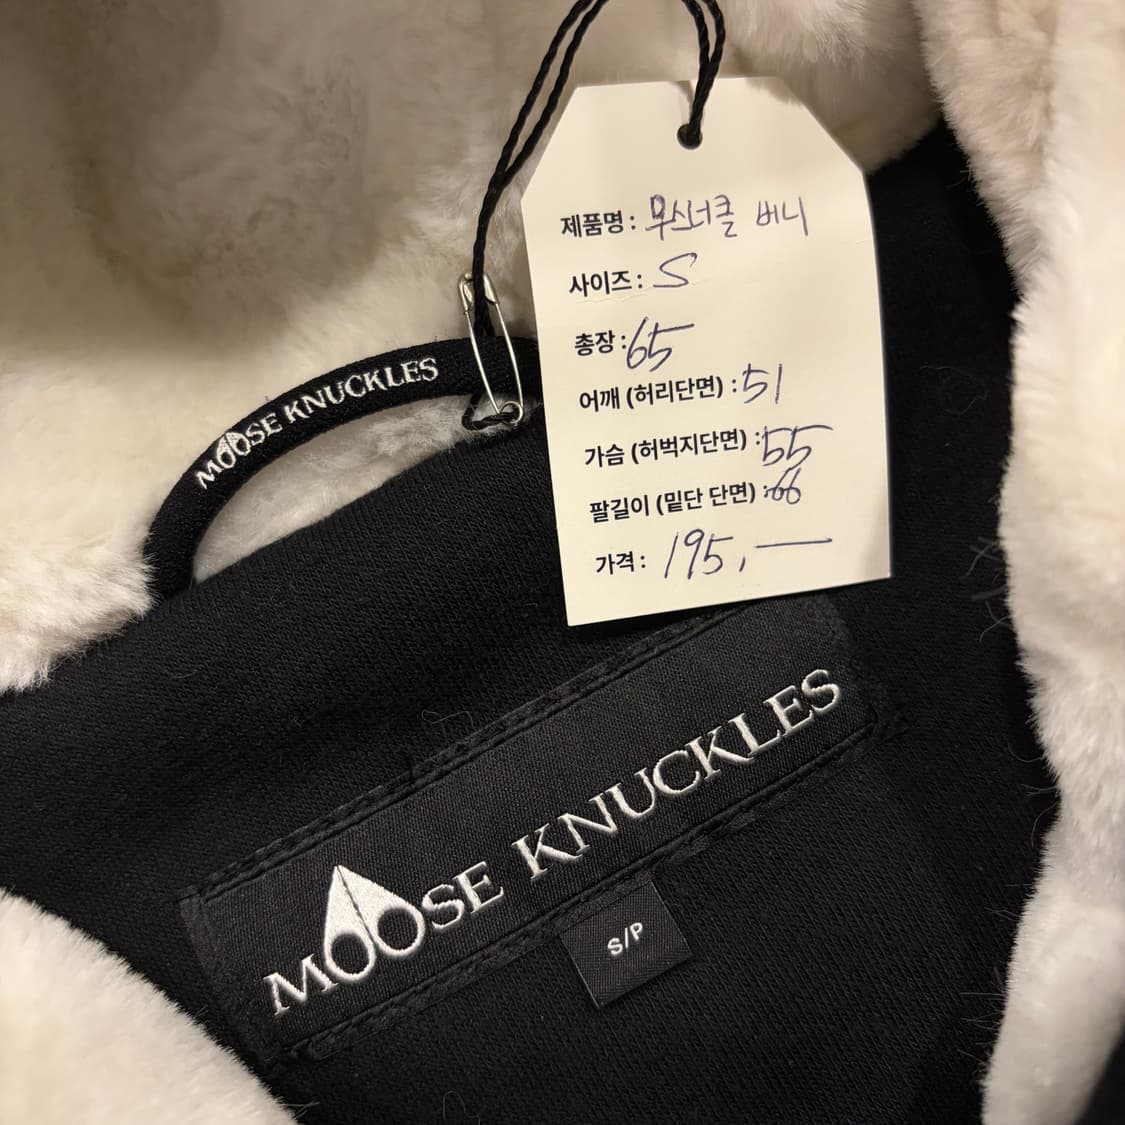 제품명: 무스너클 버니
사이즈: S
총장: 65
어깨 (허리단면) : 51
가슴 (허벅지단면) : 55
팔길이 (밑단 단면) : 66
가격: 195,—
MOOSE KNUCKLES
MOOSE KNUCKLES
S/P